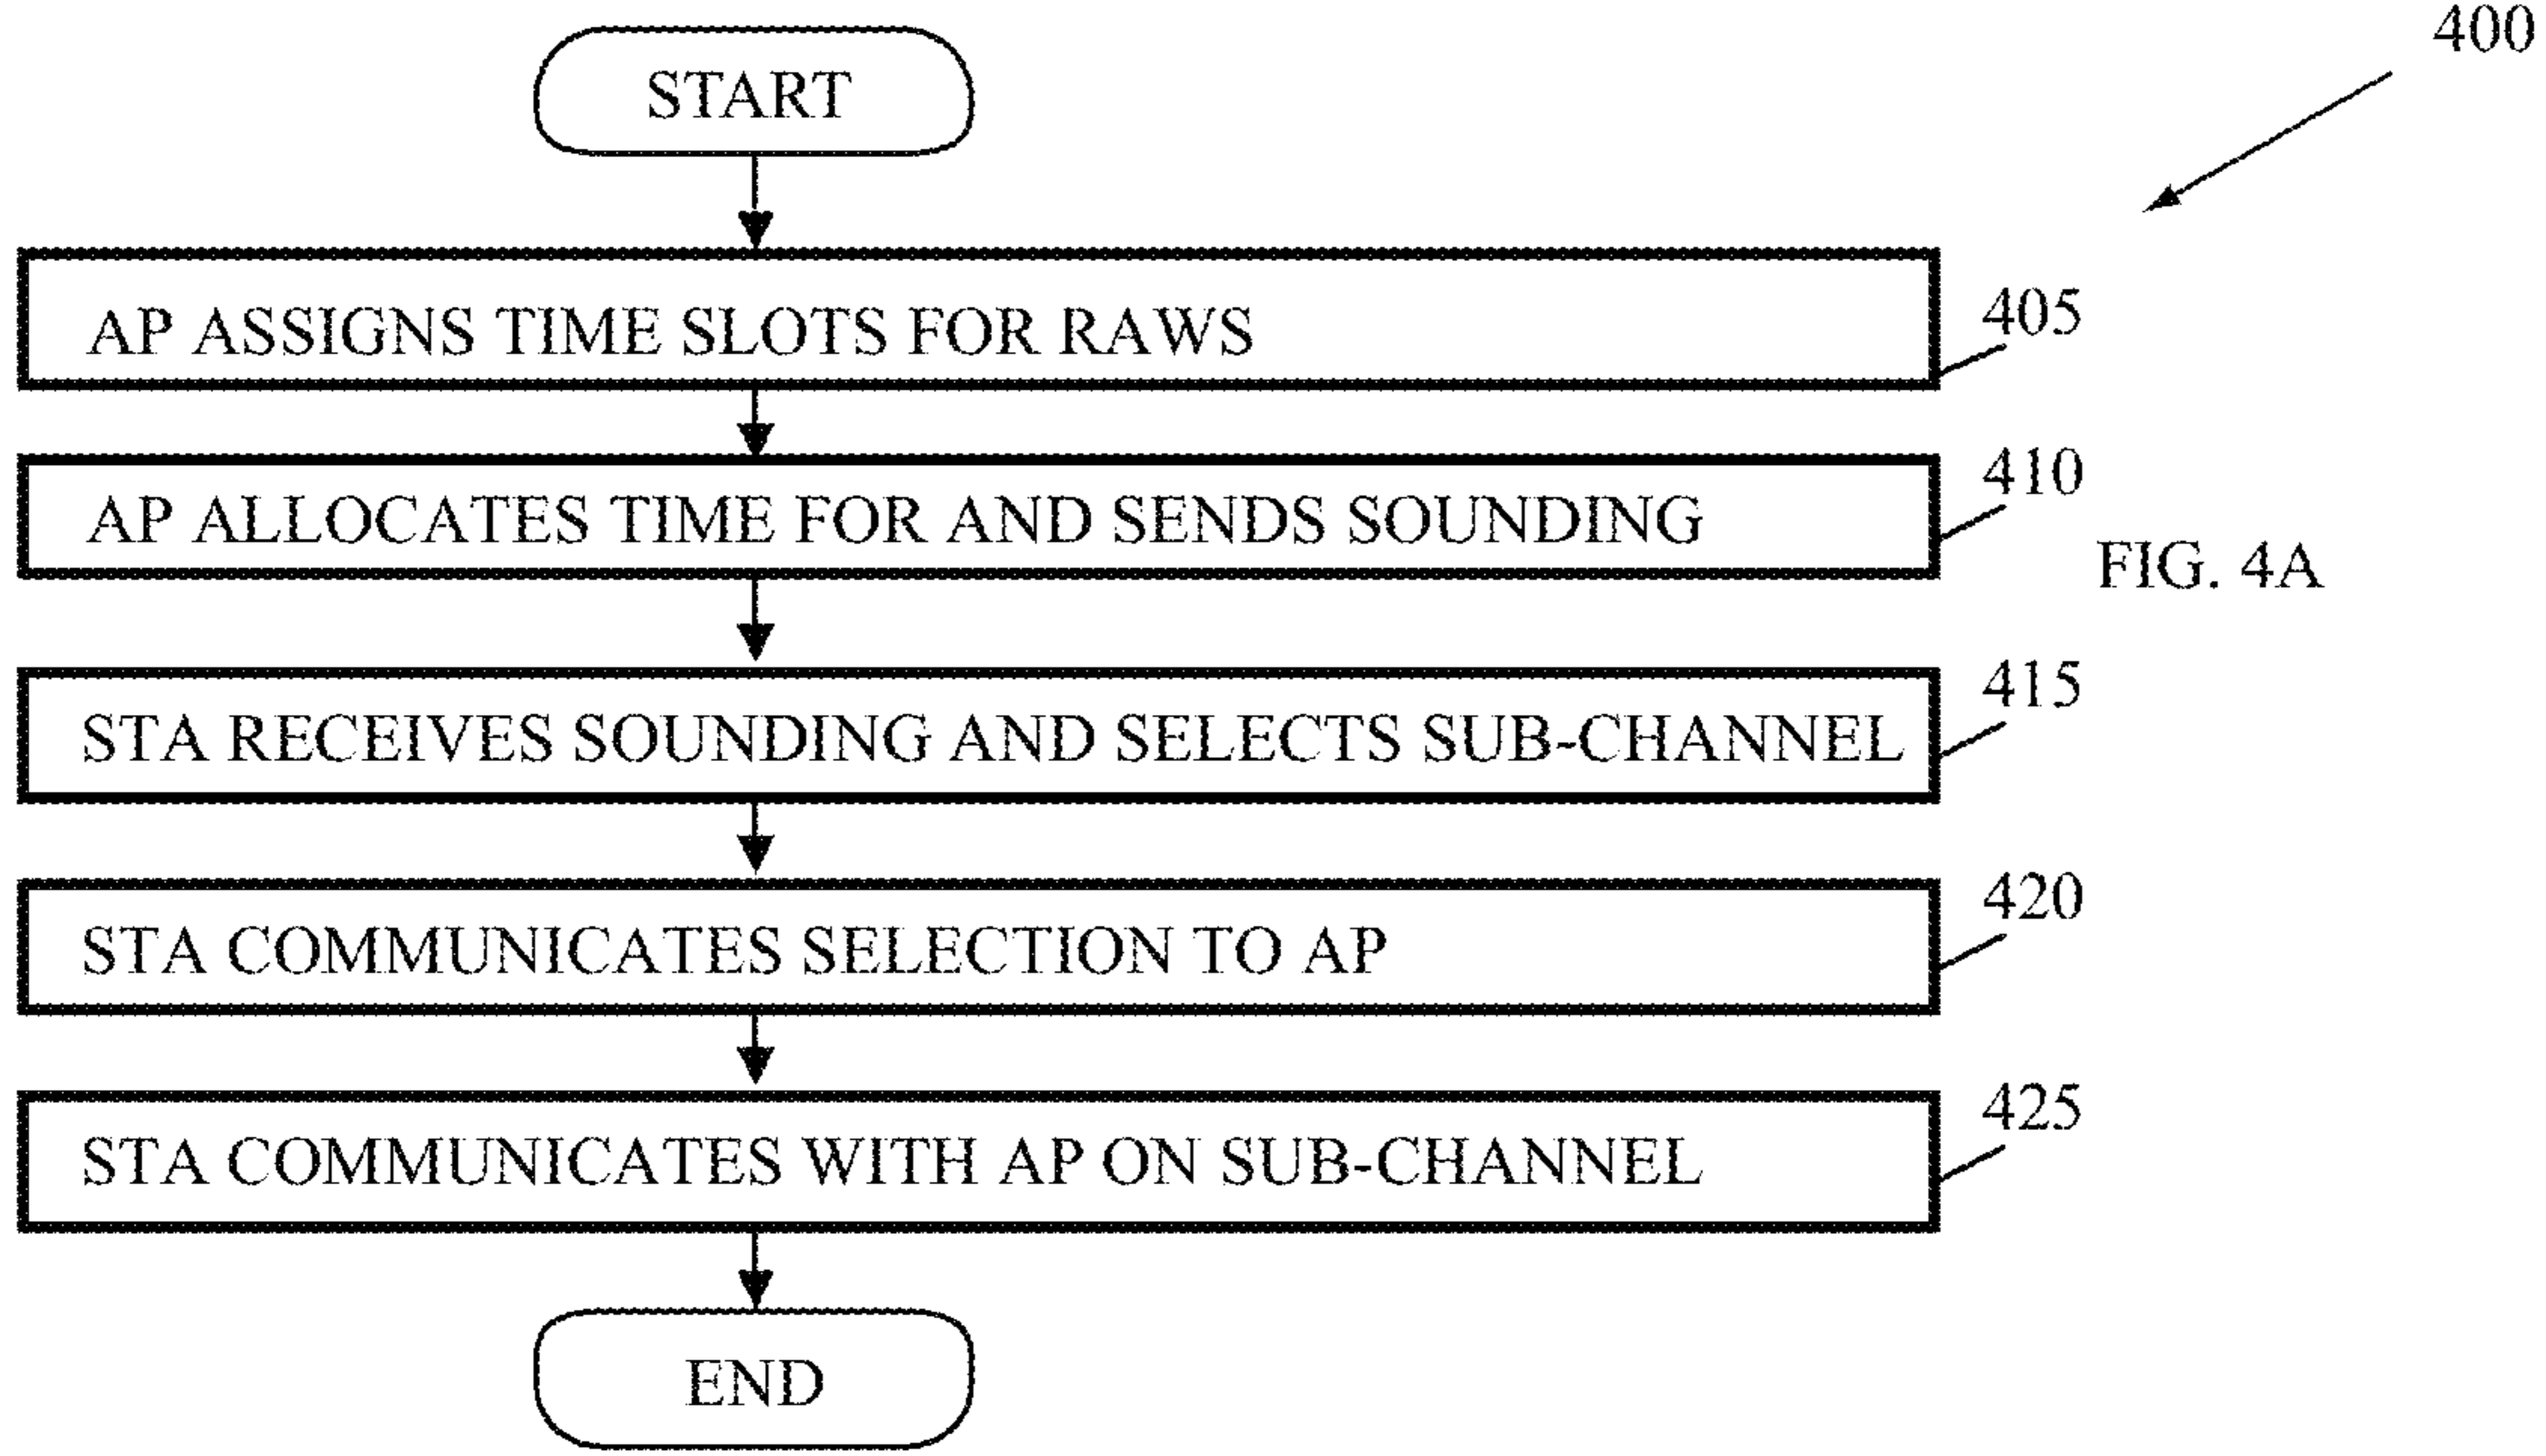 400
START
AP ASSIGNS TIME SLOTS FOR RAWS
405
AP ALLOCATES TIME FOR AND SENDS SOUNDING
410
FIG. 4A
STA RECEIVES SOUNDING AND SELECTS SUB-CHANNEL
415
STA COMMUNICATES SELECTION TO AP
420
STA COMMUNICATES WITH AP ON SUB-CHANNEL
425
END